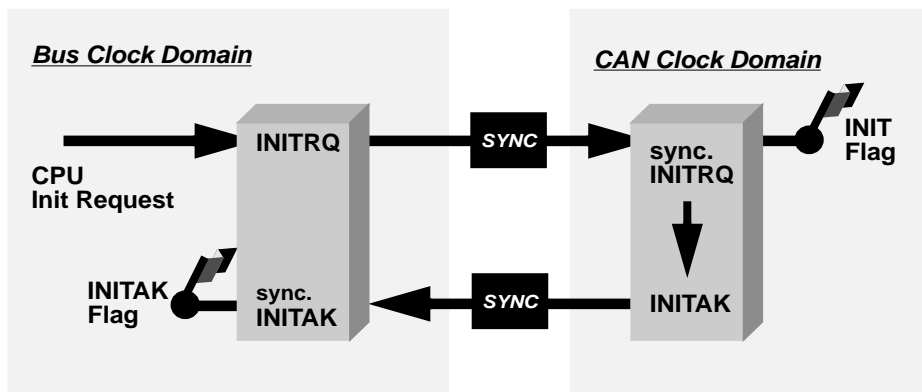 Bus Clock Domain
CAN Clock Domain
CPU
Init Request
INITRQ
SYNC
sync.
INITRQ
INIT
Flag
INITAK
Flag
sync.
INITAK
SYNC
INITAK